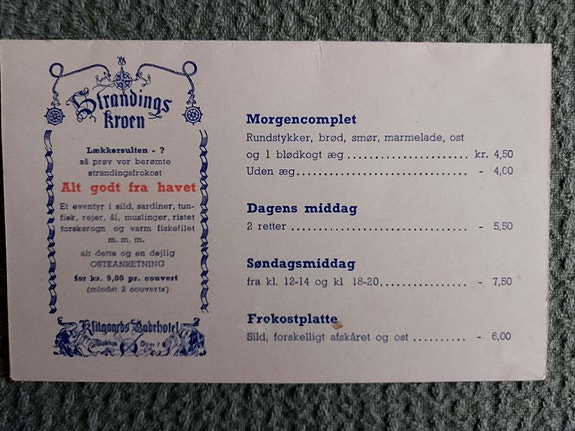 Strandings
kroen
Lækkersulten - ?
så prøv vor berømte
strandingsfrokost
Alt godt fra havet
Et eventyr i sild, sardiner, tun-
fisk, rejer, ål, muslinger, ristet
torskerogn og varm fiskefilet
m. m. m.
alt dette og en dejlig
OSTEANRETNING
for kr. 9,00 pr. couvert
(mindst 2 couverts)
Klitgaards Badehotel
Morgencomplet
Rundstykker, brød, smør, marmelade, ost
og 1 blødkogt æg ........................ kr. 4,50
Uden æg ................................ - 4,00
Dagens middag
2 retter ................................ - 5,50
Søndagsmiddag
fra kl. 12-14 og kl 18-20 .................. - 7,50
Frokostplatte
Sild, forskelligt afskåret og ost ............ - 6,00